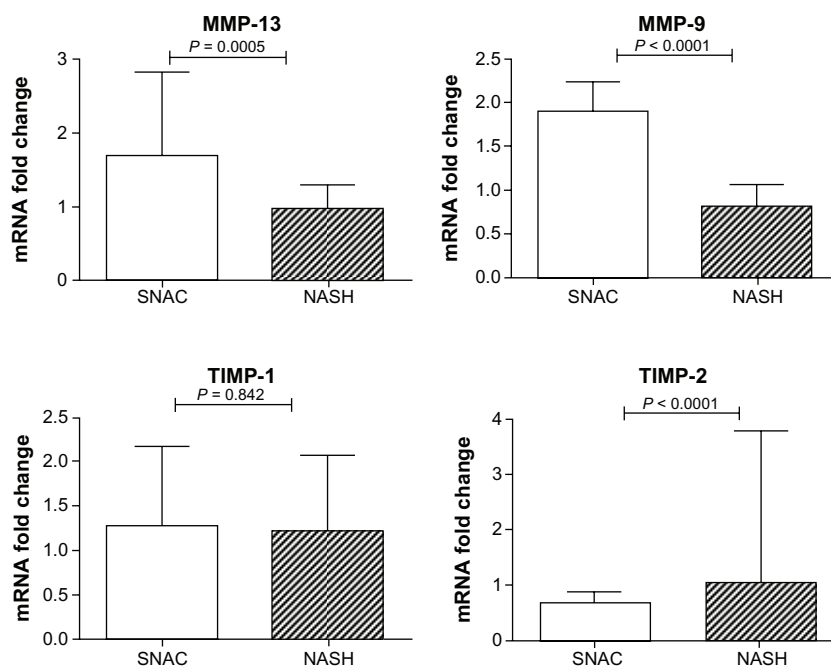 MMP-13
P = 0.0005
3
2
1
0
mRNA fold change
SNAC
NASH
MMP-9
P < 0.0001
2.5
2.0
1.5
1.0
0.5
0.0
mRNA fold change
SNAC
NASH
TIMP-1
P = 0.842
2.5
2.0
1.5
1.0
0.5
0.0
mRNA fold change
SNAC
NASH
TIMP-2
P < 0.0001
4
3
2
1
0
mRNA fold change
SNAC
NASH